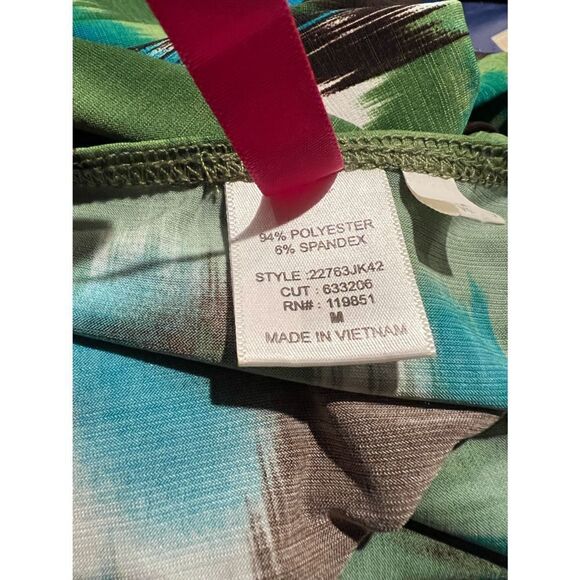 94% POLYESTER
6% SPANDEX
STYLE :22763JK42
CUT : 633206
RN# : 119851
M
MADE IN VIETNAM